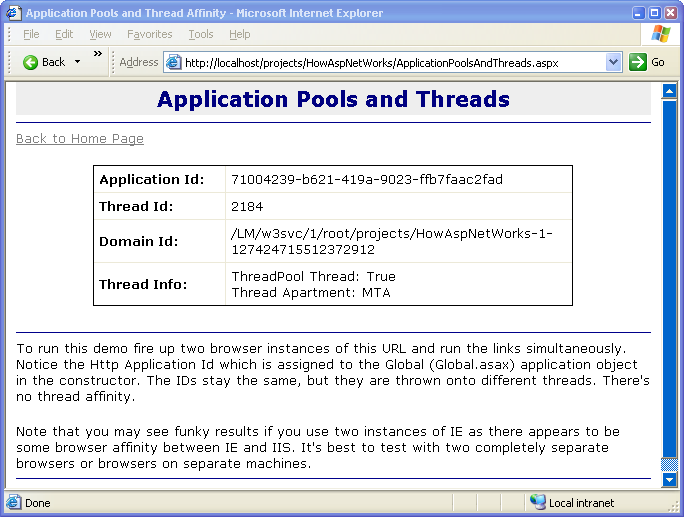 Application Pools and Thread Affinity - Microsoft Internet Explorer
File Edit View Favorites Tools Help
Back » Address http://localhost/projects/HowAspNetWorks/ApplicationPoolsAndThreads.aspx Go
Application Pools and Threads
Back to Home Page
Application Id: 71004239-b621-419a-9023-ffb7faac2fad
Thread Id: 2184
Domain Id: /LM/w3svc/1/root/projects/HowAspNetWorks-1-
127424715512372912
Thread Info: ThreadPool Thread: True
Thread Apartment: MTA
To run this demo fire up two browser instances of this URL and run the links simultaneously.
Notice the Http Application Id which is assigned to the Global (Global.asax) application object
in the constructor. The IDs stay the same, but they are thrown onto different threads. There's
no thread affinity.
Note that you may see funky results if you use two instances of IE as there appears to be
some browser affinity between IE and IIS. It's best to test with two completely separate
browsers or browsers on separate machines.
Done Local intranet